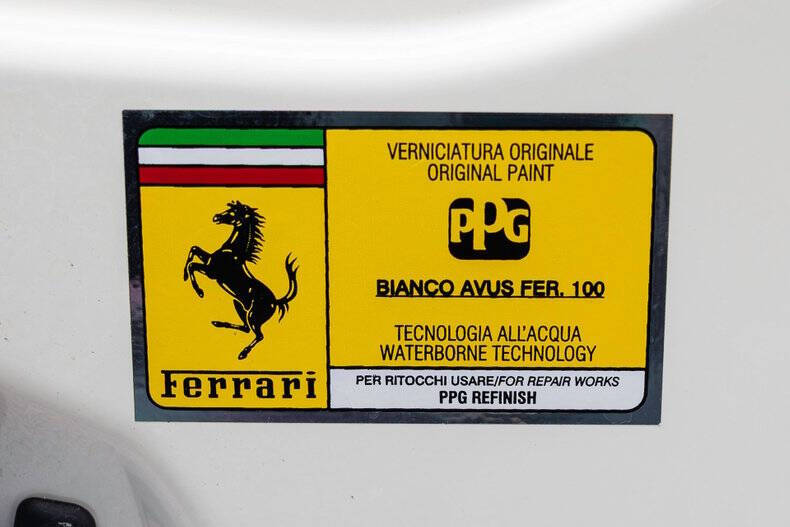 VERNICIATURA ORIGINALE
ORIGINAL PAINT
PPG
BIANCO AVUS FER. 100
TECNOLOGIA ALL'ACQUA
WATERBORNE TECHNOLOGY
Ferrari
PER RITOCCHI USARE/FOR REPAIR WORKS
PPG REFINISH